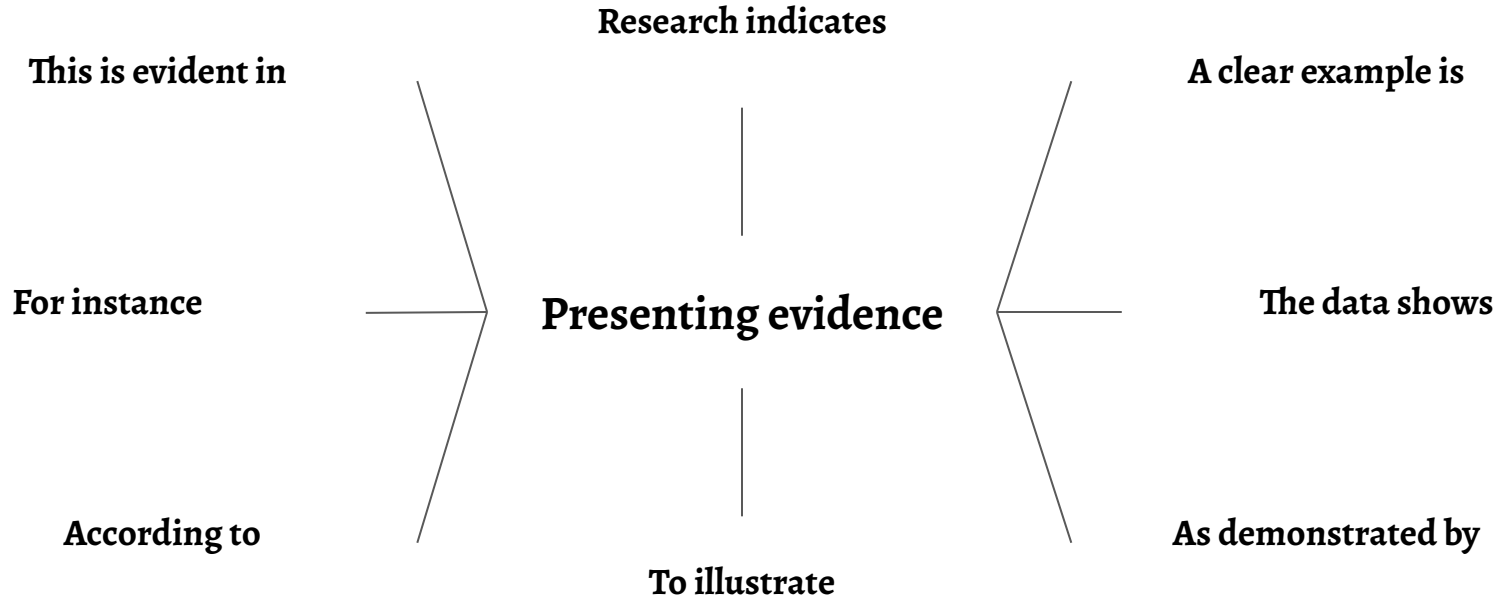 Research indicates
This is evident in
A clear example is
For instance
Presenting evidence
The data shows
According to
As demonstrated by
To illustrate